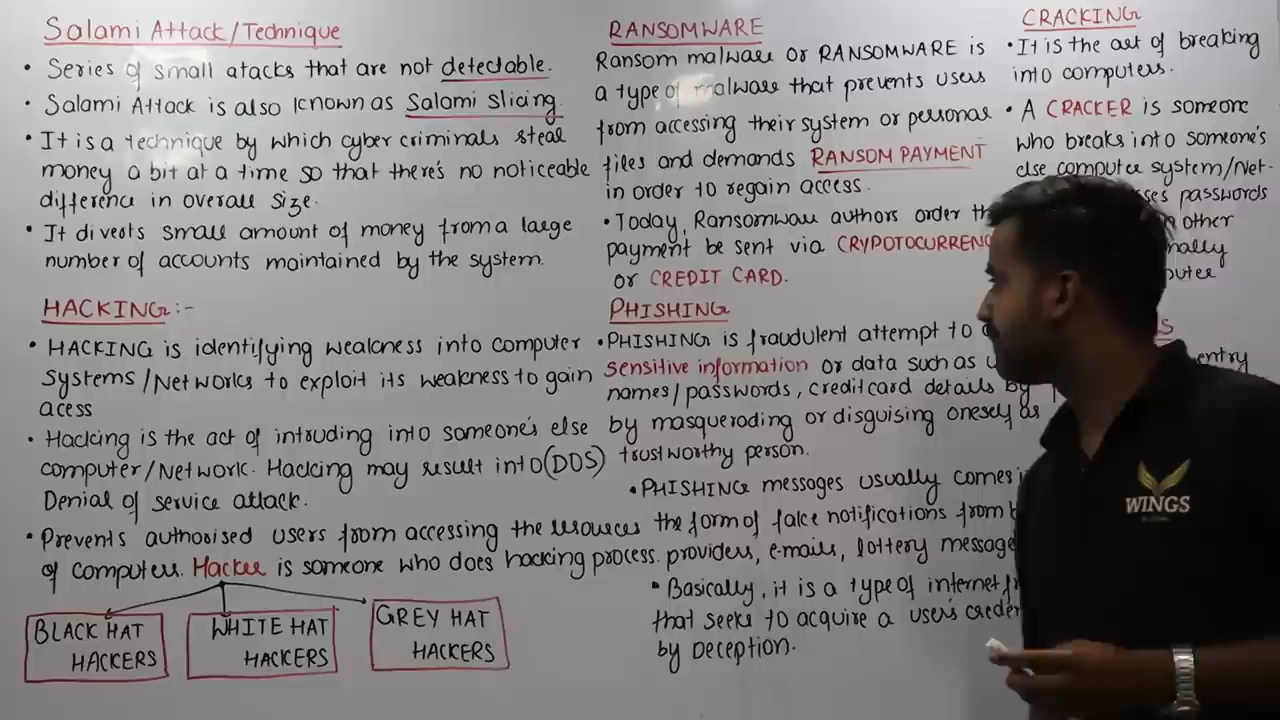 Salami Attack/Technique
• Series of small atacks that are not detectable.
• Salami Attack is also known as Salami slicing.
• It is a technique by which cyber criminals steal
money a bit at a time so that there's no noticeable
difference in overall size.
• It diverts small amount of money from a large
number of accounts maintained by the system.
HACKING:-
• HACKING is identifying weakness into computer
systems/Networks to exploit its weakness to gain
acess
• Hacking is the act of intruding into someone's else
computer/Network. Hacking may result into (DOS)
Denial of service attack.
• Prevents authorised users from accessing the resources
of computers. Hacker is someone who does hacking process.
BLACK HAT
HACKERS
WHITE HAT
HACKERS
GREY HAT
HACKERS
RANSOMWARE
Ransom malware or RANSOMWARE is
a type of malware that prevents users
from accessing their system or personal
files and demands RANSOM PAYMENT
in order to regain access.
• Today, Ransomware authors order
payment be sent via CRYPOTOCURRENC
or CREDIT CARD.
PHISHING
• PHISHING is fraudulent attempt to
sensitive information or data such as
names/passwords, creditcard details by
by masquerading or disguising oneself as
trustworthy person.
• PHISHING messages usually comes
the form of fake notifications from
providers, e-mails, lottery message
• Basically, it is a type of internet
that seeks to acquire a user's
by Deception.
CRACKING
• It is the act of breaking
into computers.
• A CRACKER is someone
who breaks into someone's
else computer system/Net-
passwords
other
entry
WINGS